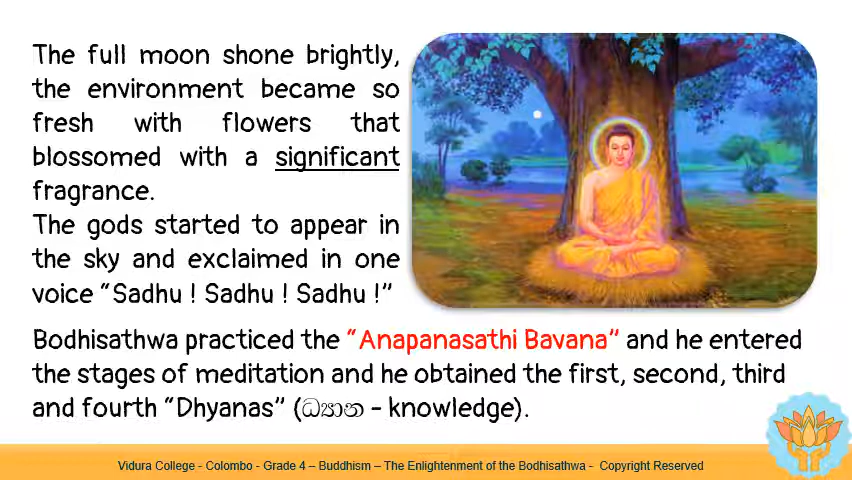 The full moon shone brightly,
the environment became so
fresh with flowers that
blossomed with a significant
fragrance.
The gods started to appear in
the sky and exclaimed in one
voice “Sadhu ! Sadhu ! Sadhu !”
Bodhisathwa practiced the “Anapanasathi Bavana” and he entered
the stages of meditation and he obtained the first, second, third
and fourth “Dhyanas” (ධ්‍යාන - knowledge).
Vidura College - Colombo - Grade 4 – Buddhism – The Enlightenment of the Bodhisathwa - Copyright Reserved